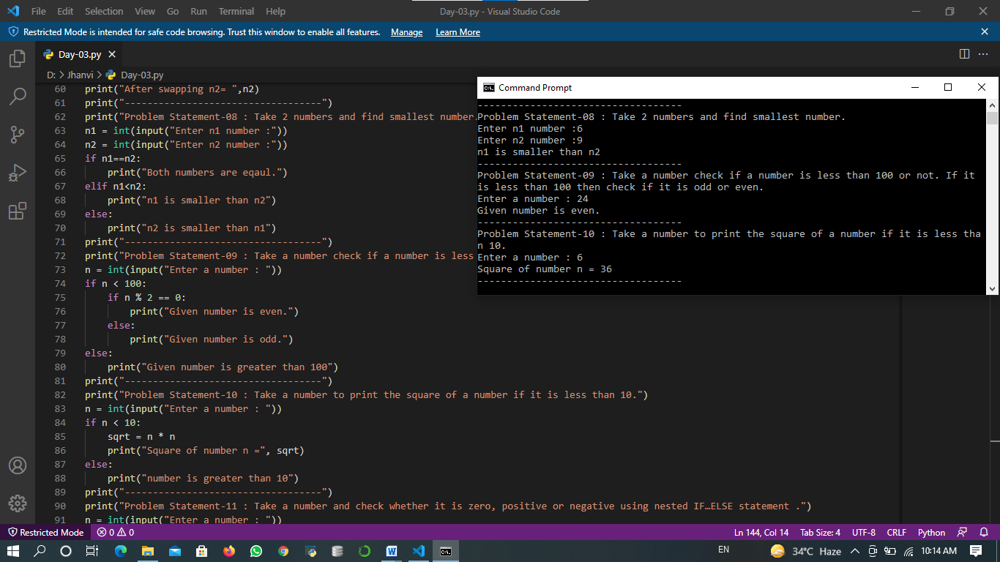 File Edit Selection View Go Run Terminal Help Day-03.py - Visual Studio Code
Restricted Mode is intended for safe code browsing. Trust this window to enable all features. Manage Learn More
Day-03.py
D: > Jhanvi > Day-03.py
60 print("After swapping n2= ",n2)
61 print("-----------------------------------")
62 print("Problem Statement-08 : Take 2 numbers and find smallest number.
63 n1 = int(input("Enter n1 number :"))
64 n2 = int(input("Enter n2 number :"))
65 if n1==n2:
66 print("Both numbers are eqaul.")
67 elif n1<n2:
68 print("n1 is smaller than n2")
69 else:
70 print("n2 is smaller than n1")
71 print("-----------------------------------")
72 print("Problem Statement-09 : Take a number check if a number is less
73 n = int(input("Enter a number : "))
74 if n < 100:
75 if n % 2 == 0:
76 print("Given number is even.")
77 else:
78 print("Given number is odd.")
79 else:
80 print("Given number is greater than 100")
81 print("-----------------------------------")
82 print("Problem Statement-10 : Take a number to print the square of a number if it is less than 10.")
83 n = int(input("Enter a number : "))
84 if n < 10:
85 sqrt = n * n
86 print("Square of number n =", sqrt)
87 else:
88 print("number is greater than 10")
89 print("-----------------------------------")
90 print("Problem Statement-11 : Take a number and check whether it is zero, positive or negative using nested IF…ELSE statement .")
91 n = int(input("Enter a number : "))
Command Prompt
-----------------------------------
Problem Statement-08 : Take 2 numbers and find smallest number.
Enter n1 number :6
Enter n2 number :9
n1 is smaller than n2
-----------------------------------
Problem Statement-09 : Take a number check if a number is less than 100 or not. If it
is less than 100 then check if it is odd or even.
Enter a number : 24
Given number is even.
-----------------------------------
Problem Statement-10 : Take a number to print the square of a number if it is less tha
n 10.
Enter a number : 6
Square of number n = 36
-----------------------------------
Restricted Mode 0 0 Ln 144, Col 14 Tab Size: 4 UTF-8 CRLF Python
EN 34°C Haze 10:14 AM